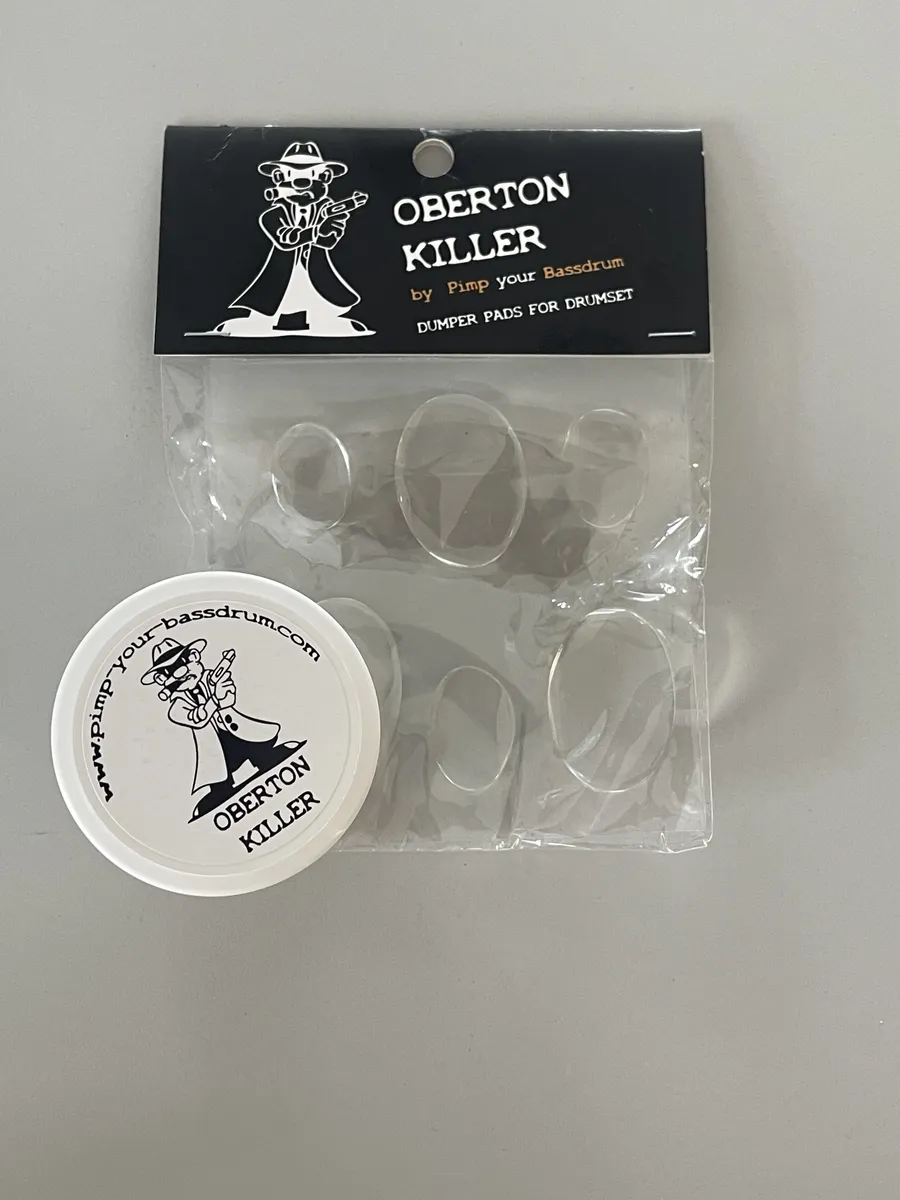 OBERTON
KILLER
by Pimp your Bassdrum
DUMPER PADS FOR DRUMSET
www.pimp-your-bassdrum.com
OBERTON
KILLER